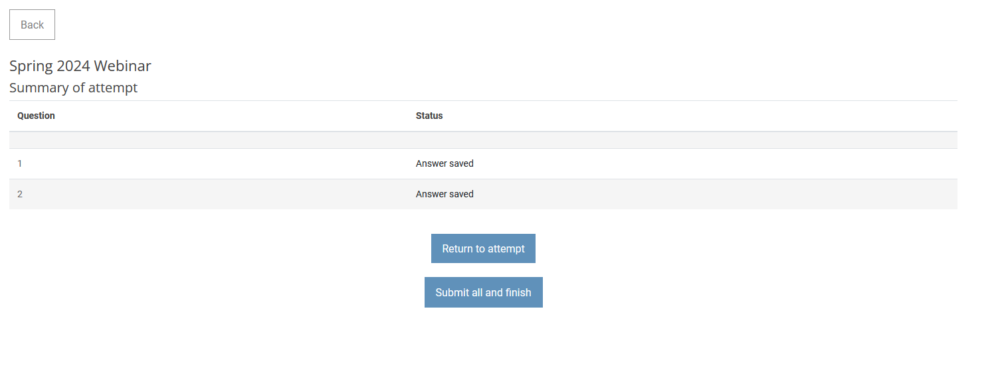 Back
Spring 2024 Webinar
Summary of attempt
Question Status
1 Answer saved
2 Answer saved
Return to attempt
Submit all and finish